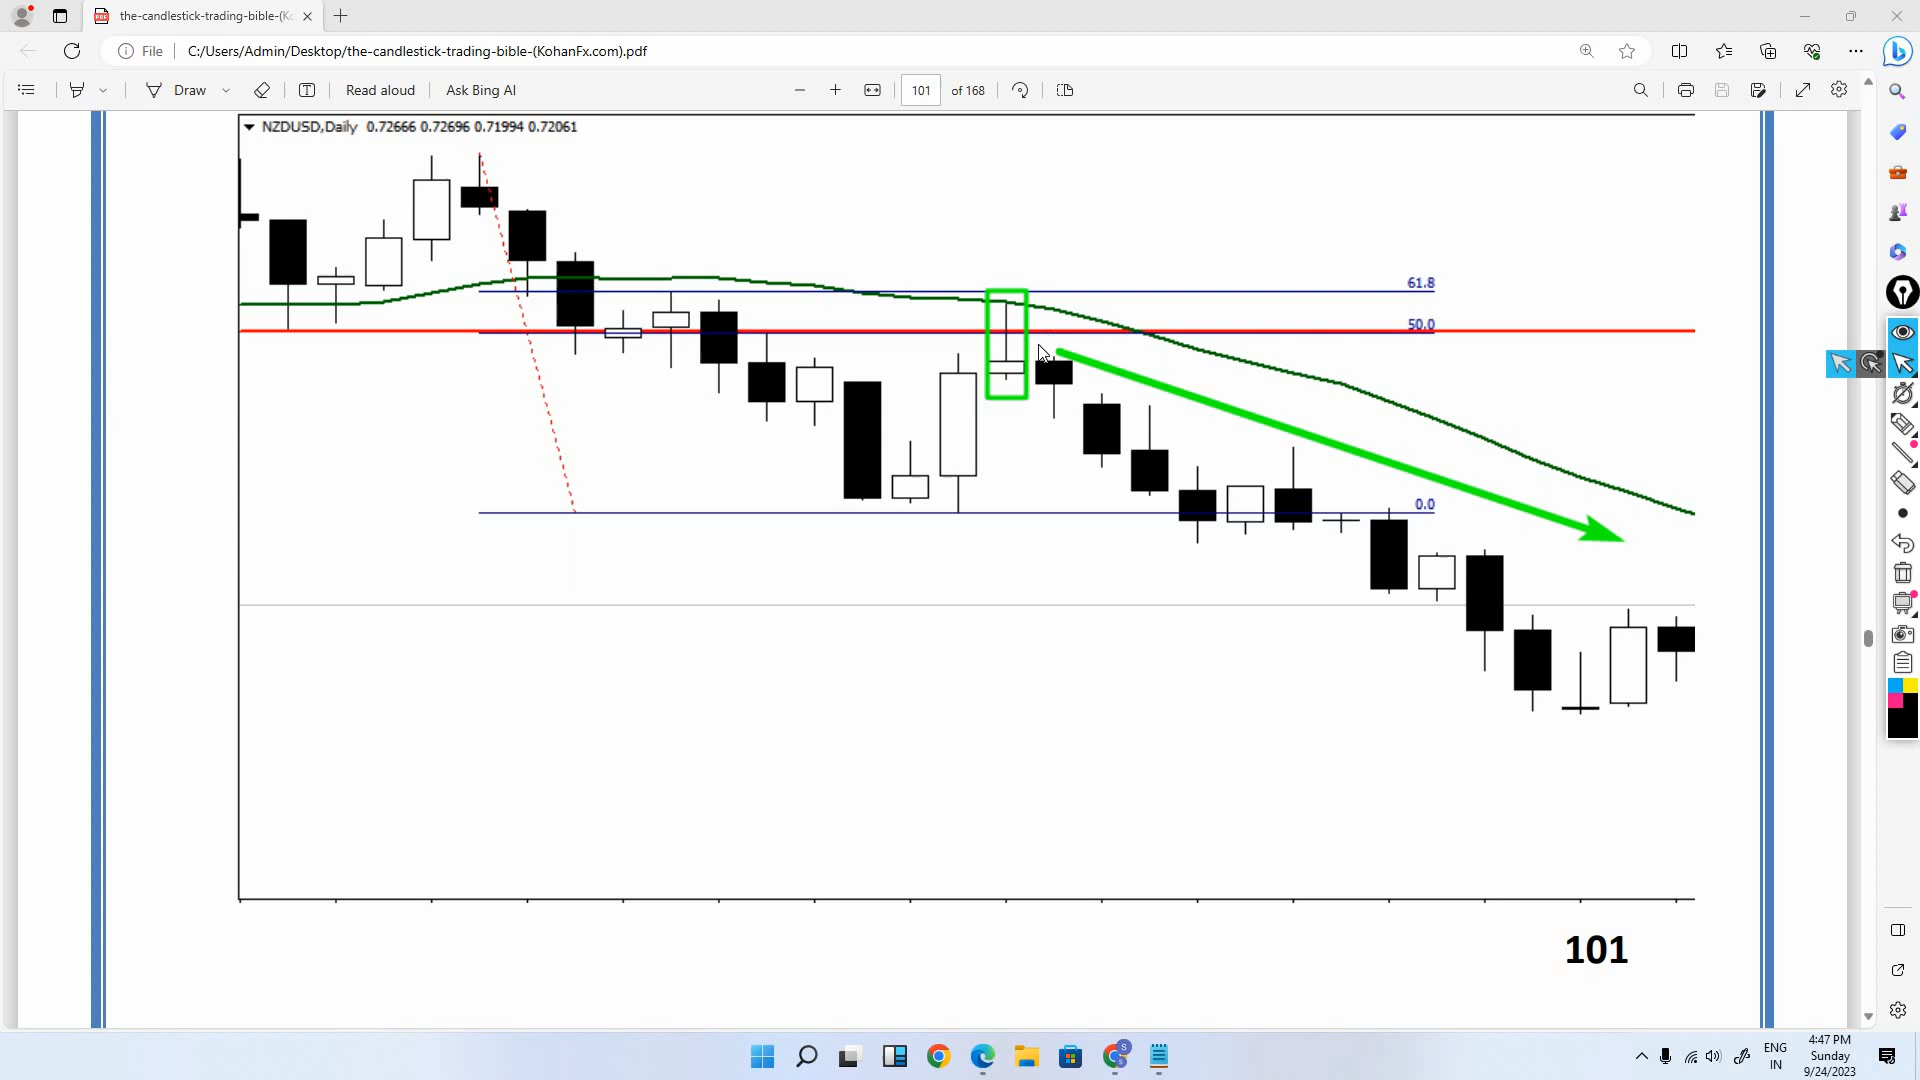 the-candlestick-trading-bible-(Ko
File
C:/Users/Admin/Desktop/the-candlestick-trading-bible-(KohanFx.com).pdf
Draw
Read aloud
Ask Bing AI
101 of 168
NZDUSD,Daily 0.72666 0.72696 0.71994 0.72061
61.8
50.0
0.0
101
ENG
IN
4:47 PM
Sunday
9/24/2023